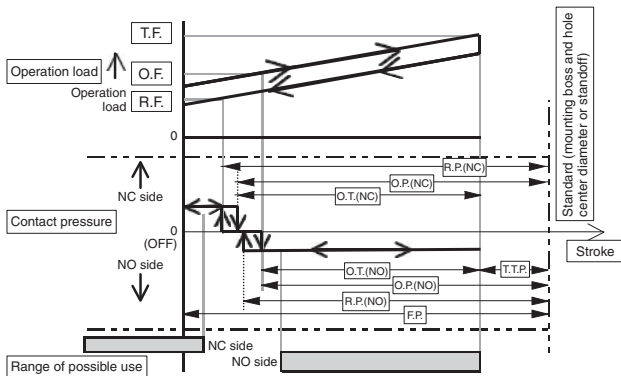 T.F.
Operation load
O.F.
Operation
load
R.F.
0
Standard (mounting boss and hole
center diameter or standoff)
R.P.(NC)
NC side
O.P.(NC)
O.T.(NC)
Contact pressure
0
(OFF)
Stroke
NO side
O.T.(NO)
T.T.P.
O.P.(NO)
R.P.(NO)
F.P.
NC side
NO side
Range of possible use